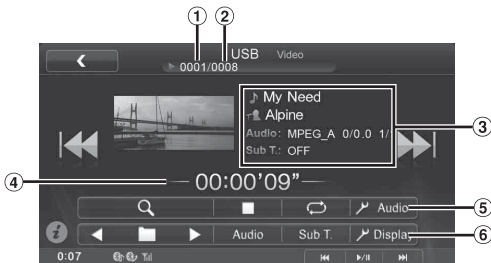 ① ②
USB Video
0001/0008
My Need
Alpine
Audio: MPEG_A 0/0.0 1/
Sub T.: OFF
③
④ 00:00'09"
Audio ⑤
Audio Sub T. Display ⑥
0:07